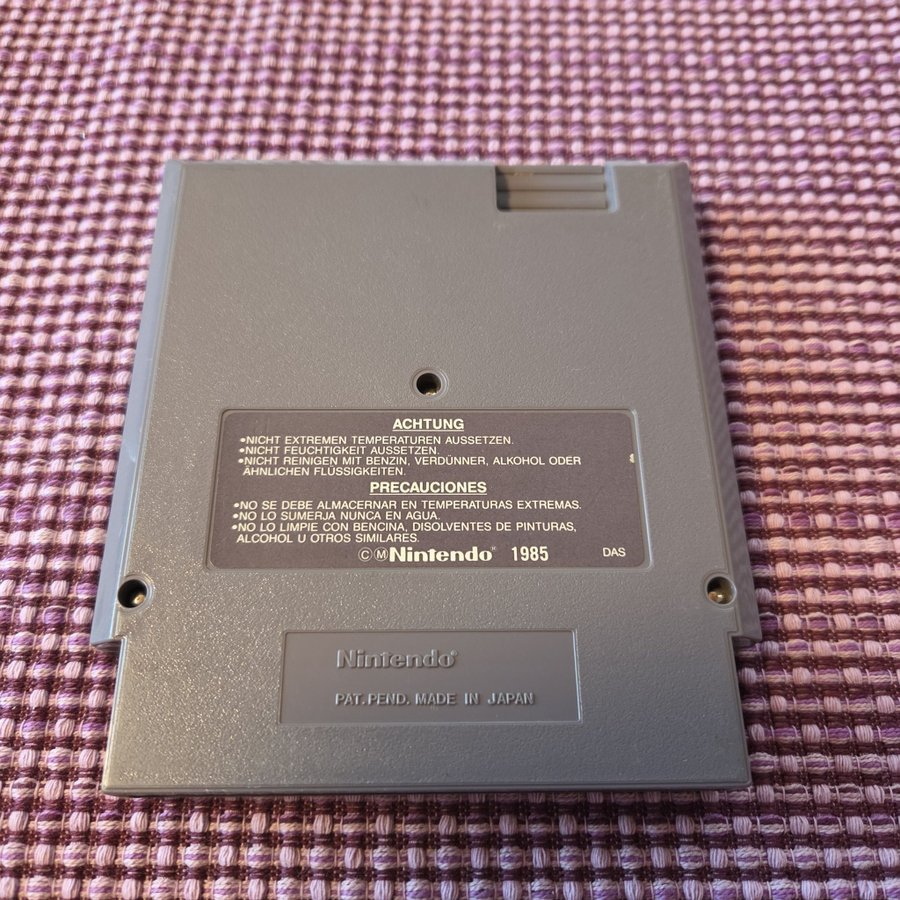 ACHTUNG
•NICHT EXTREMEN TEMPERATUREN AUSSETZEN.
•NICHT FEUCHTIGKEIT AUSSETZEN.
•NICHT REINIGEN MIT BENZIN, VERDÜNNER, ALKOHOL ODER
ÄHNLICHEN FLÜSSIGKEITEN.
PRECAUCIONES
•NO SE DEBE ALMACERNAR EN TEMPERATURAS EXTREMAS.
•NO LO SUMERJA NUNCA EN AGUA.
•NO LO LIMPIE CON BENCINA, DISOLVENTES DE PINTURAS,
ALCOHOL U OTROS SIMILARES.
©Ⓜ Nintendo® 1985 DAS
Nintendo®
PAT. PEND. MADE IN JAPAN